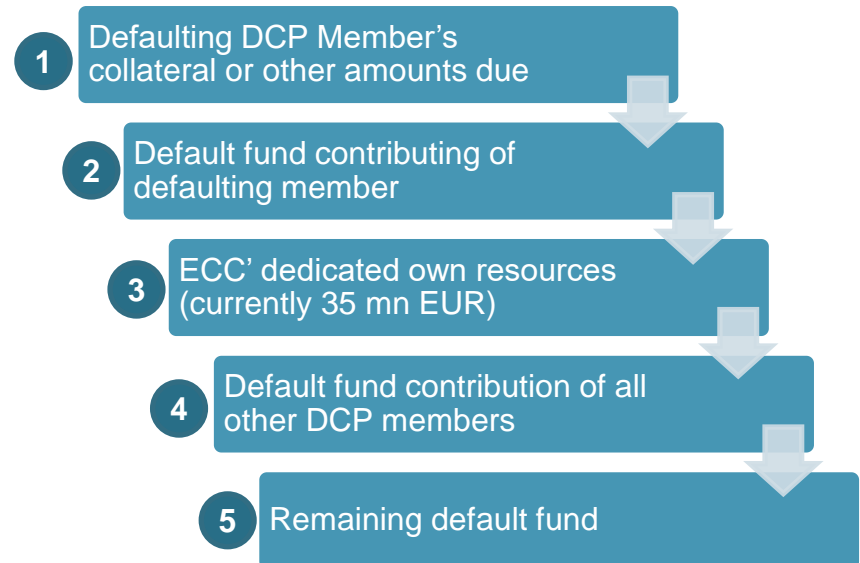 1
Defaulting DCP Member's
collateral or other amounts due
2
Default fund contributing of
defaulting member
3
ECC' dedicated own resources
(currently 35 mn EUR)
4
Default fund contribution of all
other DCP members
5
Remaining default fund